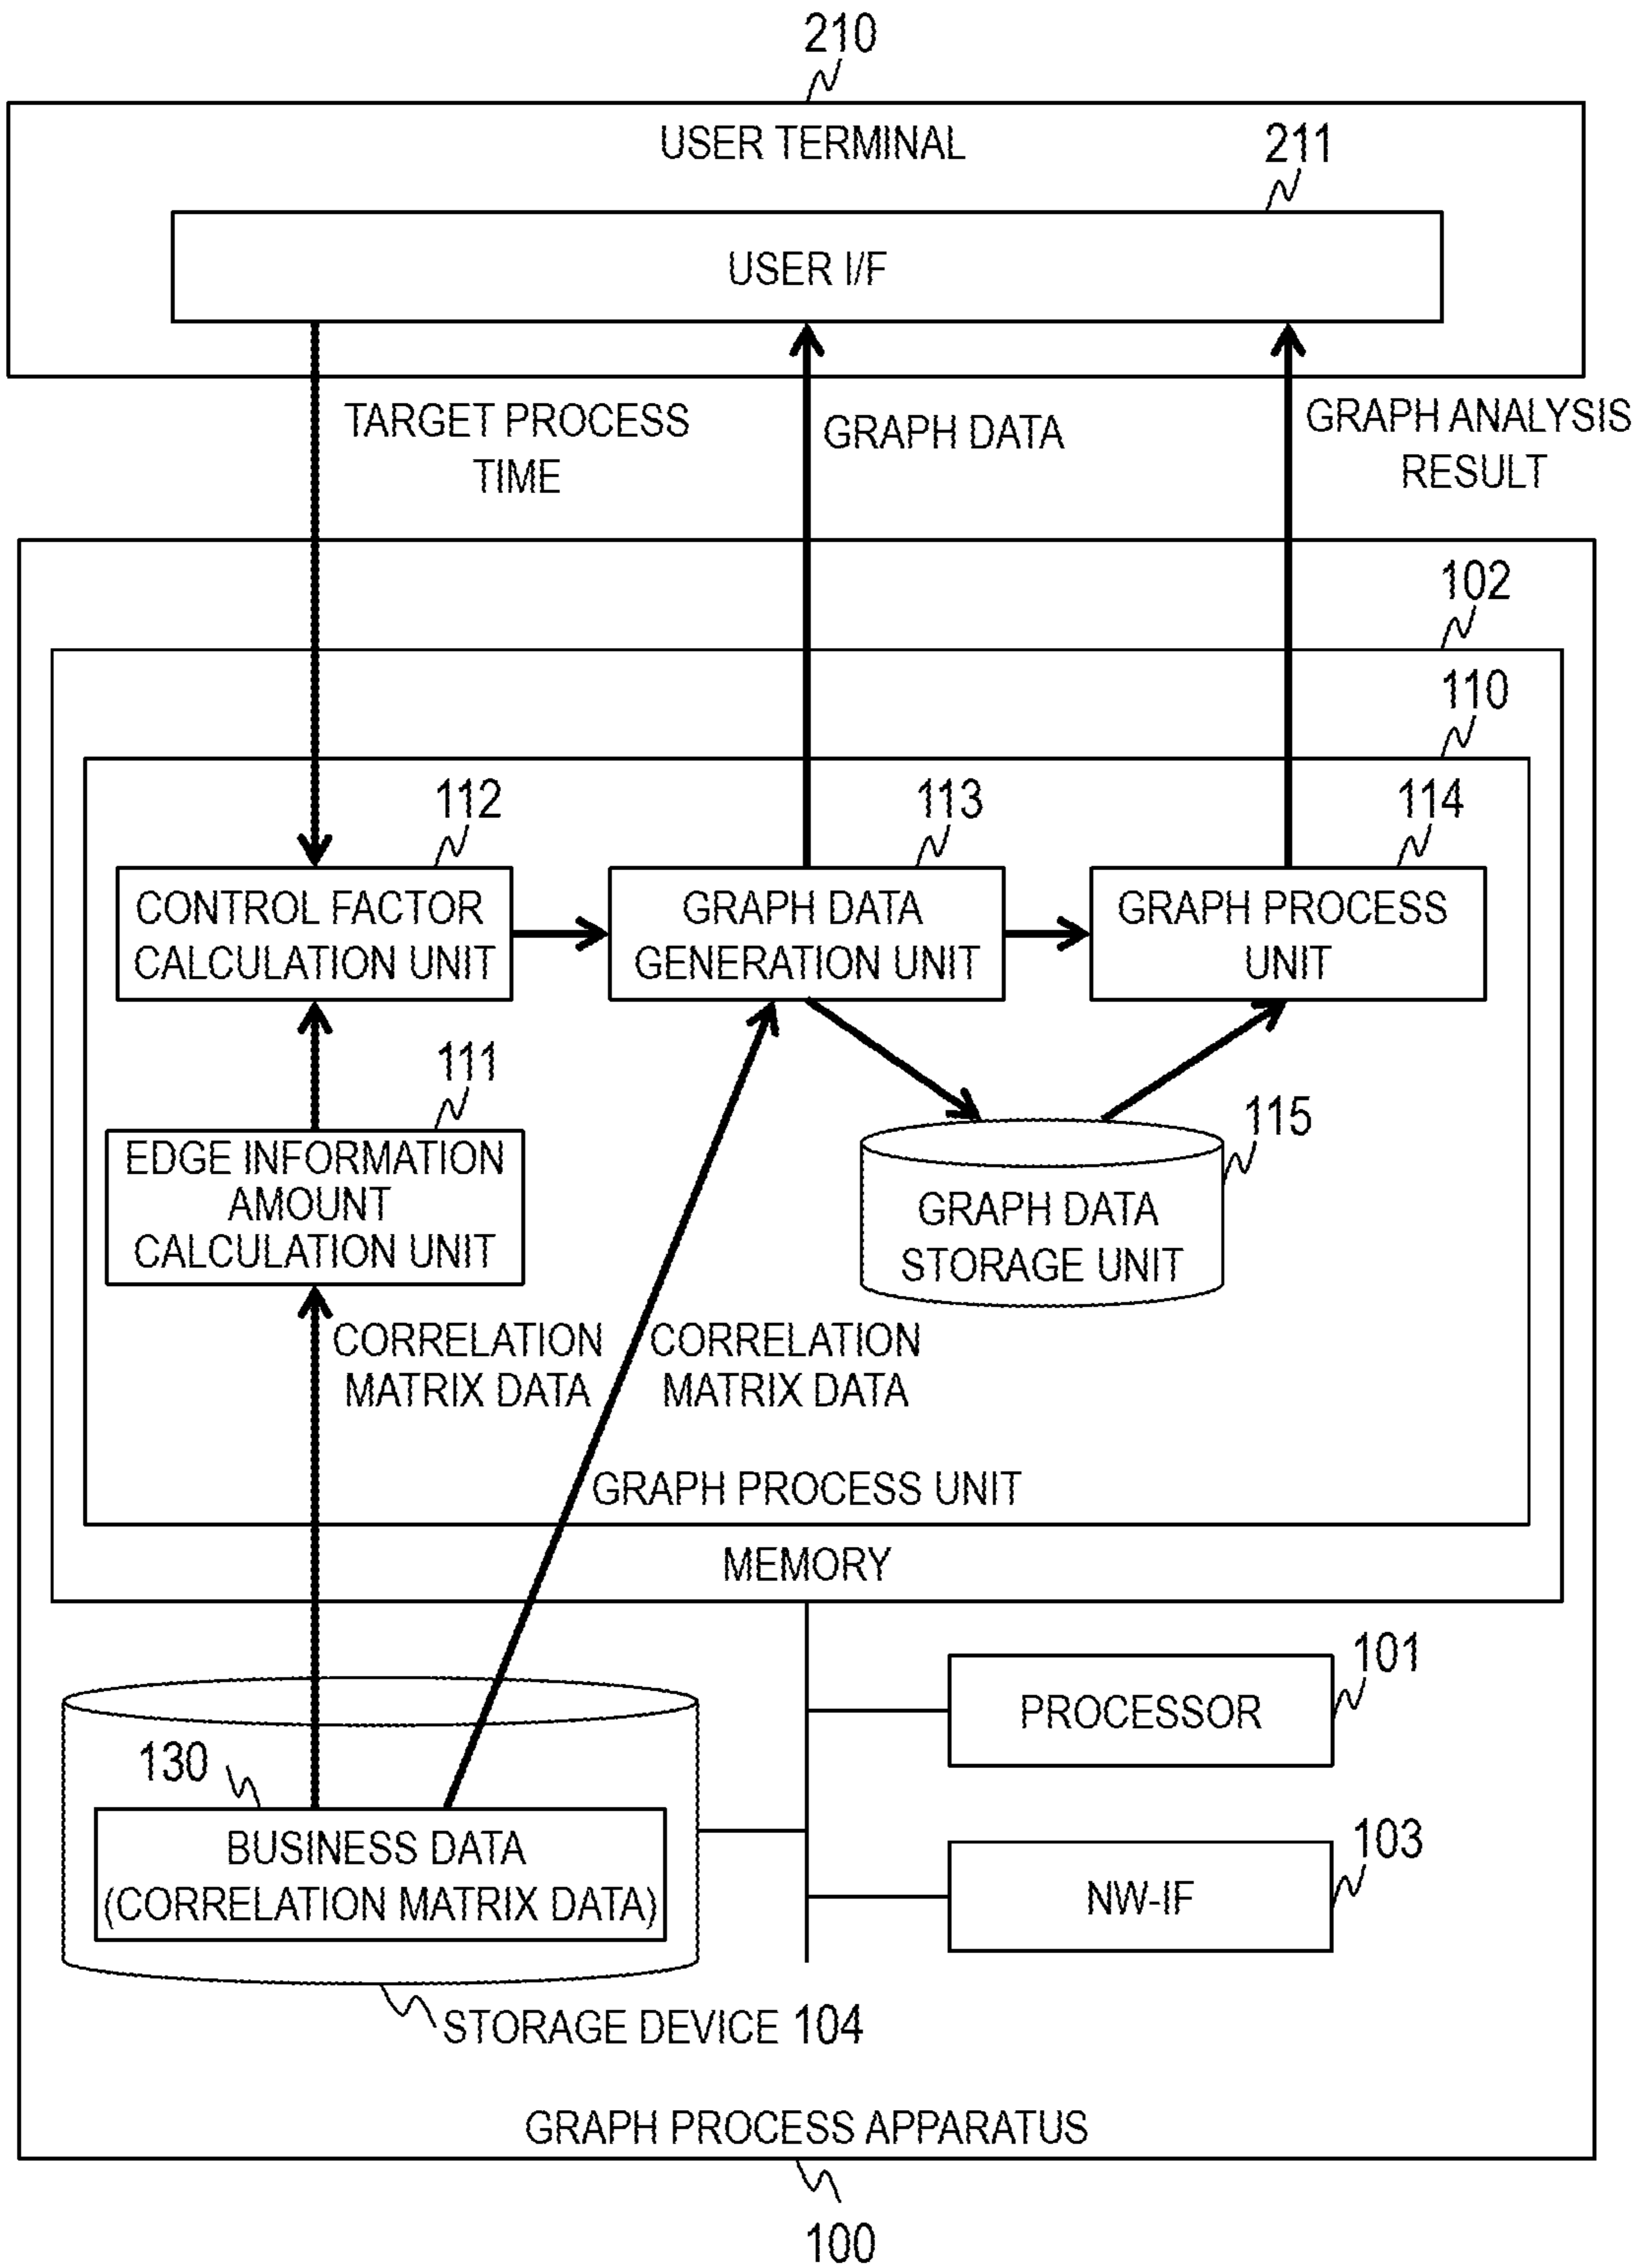 210
USER TERMINAL
211
USER I/F
TARGET PROCESS
TIME
GRAPH DATA
GRAPH ANALYSIS
RESULT
102
110
112
113
114
CONTROL FACTOR
CALCULATION UNIT
GRAPH DATA
GENERATION UNIT
GRAPH PROCESS
UNIT
111
EDGE INFORMATION
AMOUNT
CALCULATION UNIT
115
GRAPH DATA
STORAGE UNIT
CORRELATION
MATRIX DATA
CORRELATION
MATRIX DATA
GRAPH PROCESS UNIT
MEMORY
101
PROCESSOR
130
BUSINESS DATA
(CORRELATION MATRIX DATA)
103
NW-IF
STORAGE DEVICE 104
GRAPH PROCESS APPARATUS
100